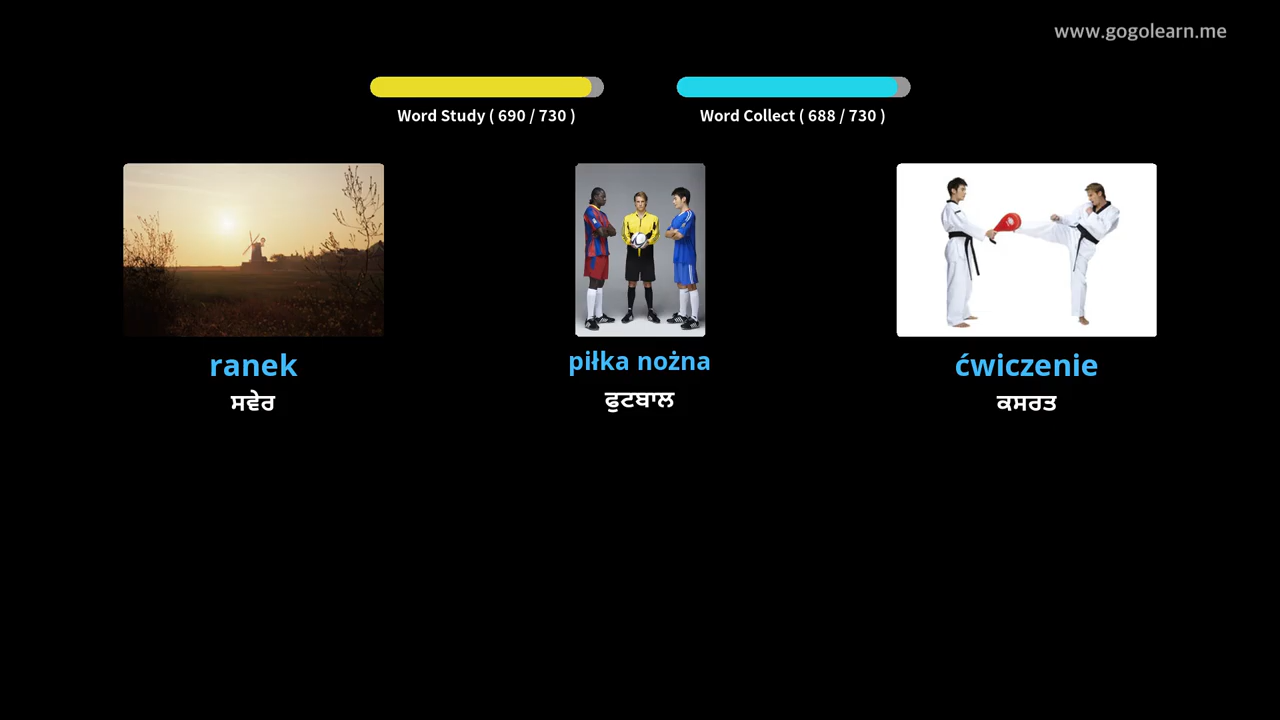 www.gogolearn.me
Word Study ( 690 / 730 )
Word Collect ( 688 / 730 )
ranek
ਸਵੇਰ
piłka nożna
ਫੁਟਬਾਲ
ćwiczenie
ਕਸਰਤ